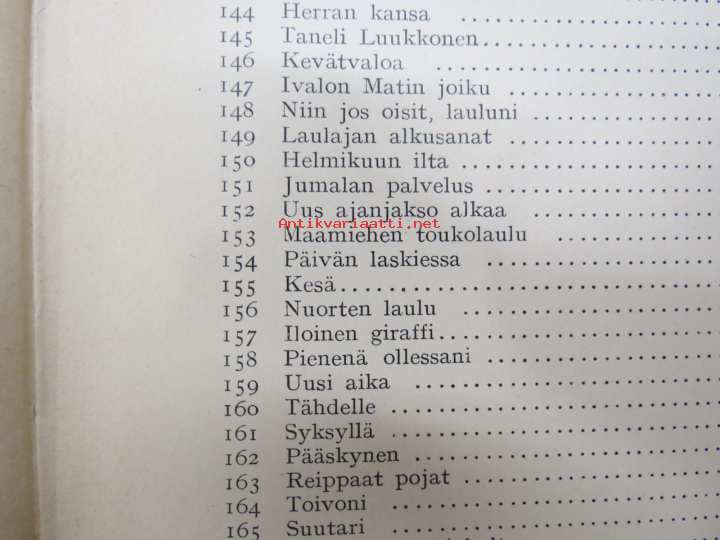 144 Herran kansa ....................
145 Taneli Luukkonen....................
146 Kevätvaloa ....................
147 Ivalon Matin joiku ....................
148 Niin jos oisit, lauluni ....................
149 Laulajan alkusanat ....................
150 Helmikuun ilta ....................
151 Jumalan palvelus ....................
152 Uus ajanjakso alkaa ....................
Antikvariaatti.net
153 Maamiehen toukolaulu ....................
154 Päivän laskiessa ....................
155 Kesä....................
156 Nuorten laulu ....................
157 Iloinen giraffi....................
158 Pienenä ollessani ....................
159 Uusi aika ....................
160 Tähdelle ....................
161 Syksyllä ....................
162 Pääskynen ....................
163 Reippaat pojat ....................
164 Toivoni ....................
165 Suutari ....................